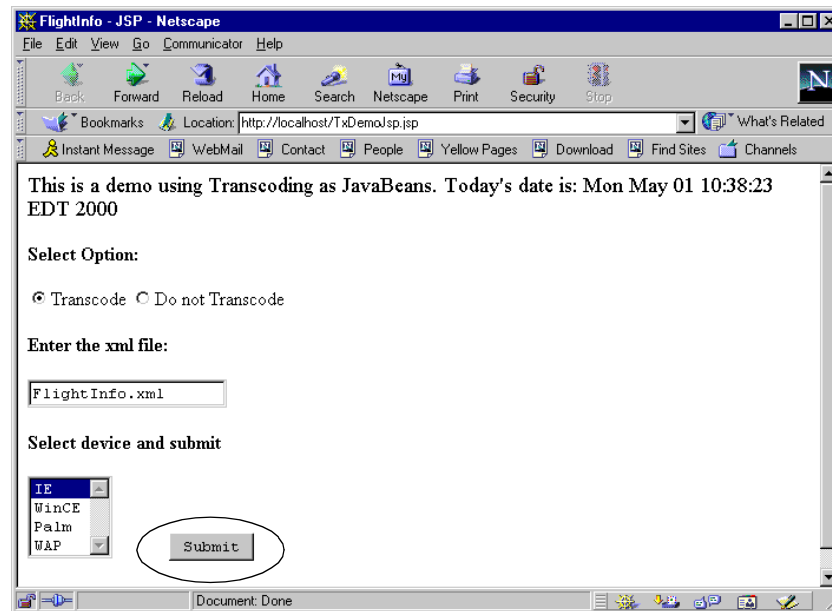 FlightInfo - JSP - Netscape
File Edit View Go Communicator Help
Back Forward Reload Home Search My Netscape Print Security Stop N
Bookmarks Location: http://localhost/TxDemoJsp.jsp What's Related
Instant Message WebMail Contact People Yellow Pages Download Find Sites Channels
This is a demo using Transcoding as JavaBeans. Today's date is: Mon May 01 10:38:23
EDT 2000
Select Option:
Transcode Do not Transcode
Enter the xml file:
FlightInfo.xml
Select device and submit
IE
WinCE
Palm
WAP
Submit
Document: Done